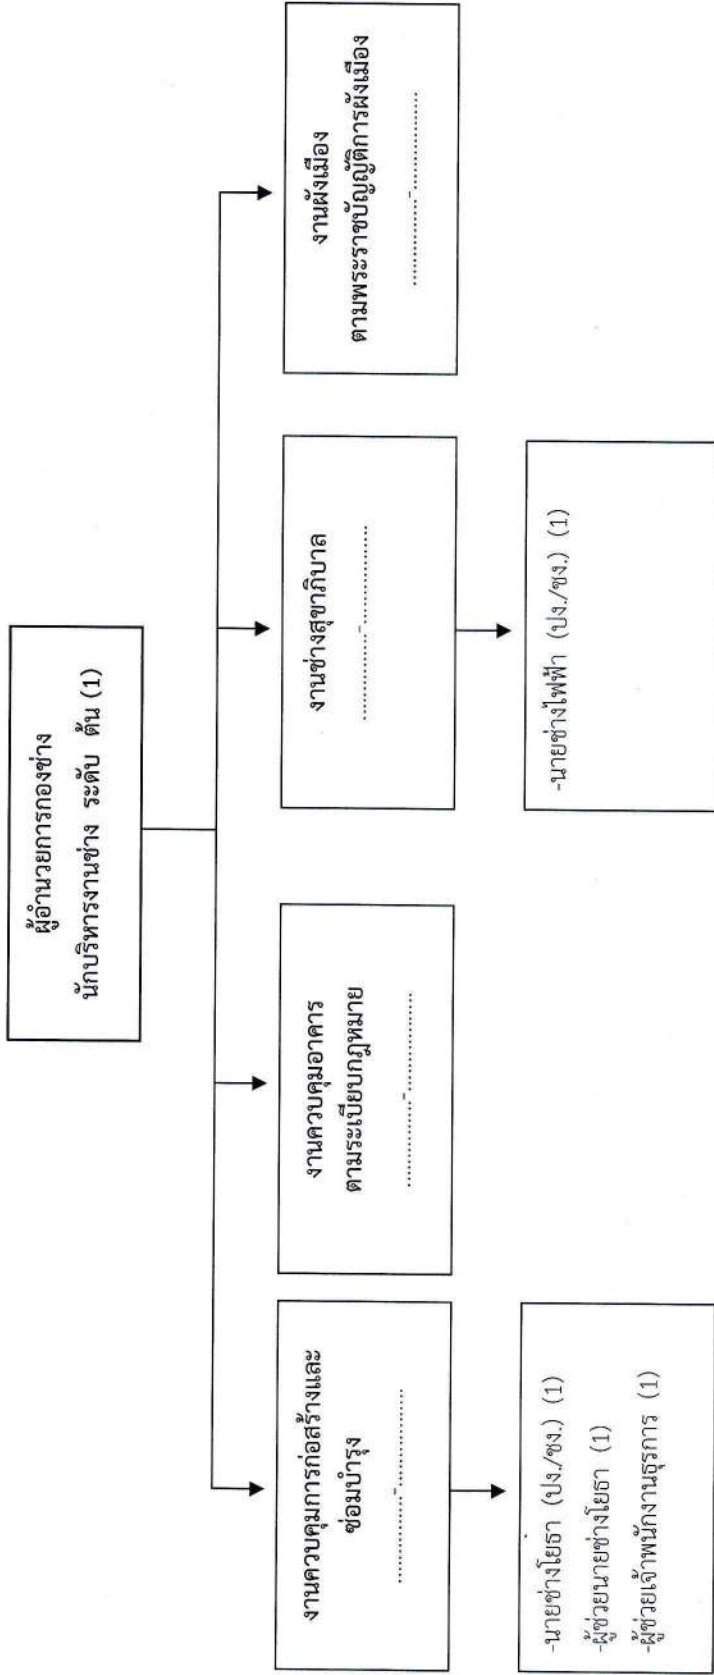 ผู้อำนวยการกองช่าง
นักบริหารงานช่าง ระดับ ต้น (1)
งานควบคุมการก่อสร้างและ
ซ่อมบำรุง
..................-..................
งานควบคุมอาคาร
ตามระเบียบกฎหมาย
..................-..................
งานช่างสุขาภิบาล
..................-..................
งานผังเมือง
ตามพระราชบัญญัติการผังเมือง
..................-..................
-นายช่างโยธา (ปง./ชง.) (1)
-ผู้ช่วยนายช่างโยธา (1)
-ผู้ช่วยเจ้าพนักงานธุรการ (1)
-นายช่างไฟฟ้า (ปง./ชง.) (1)